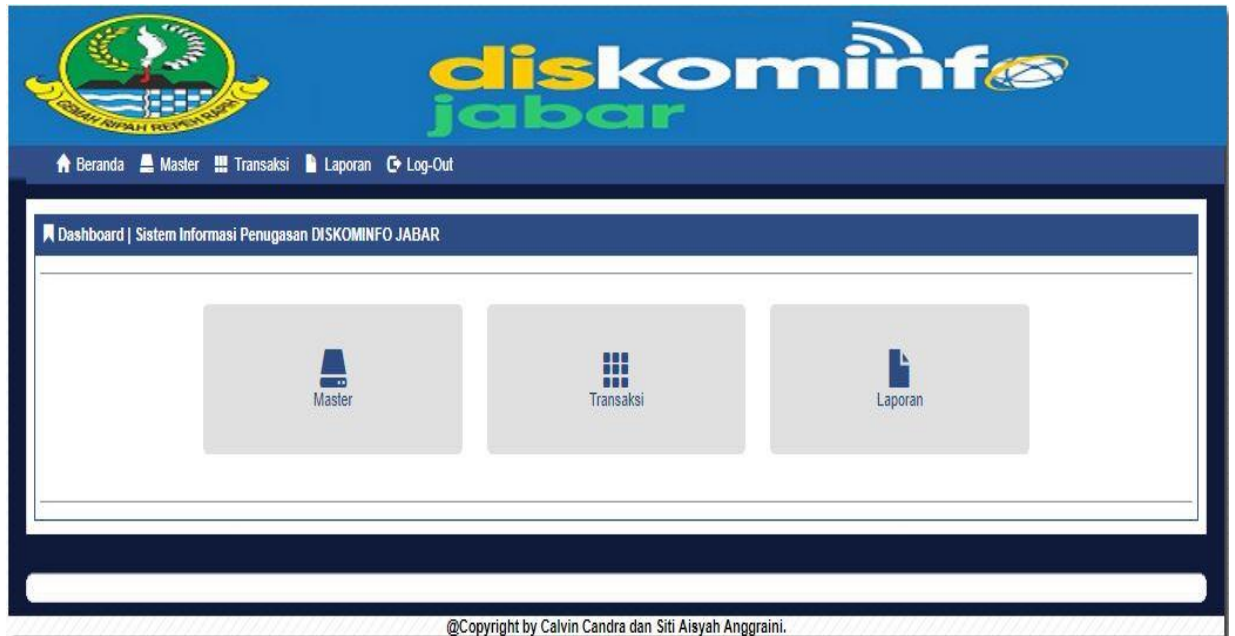 GEMAH RIPAH REPEH RAPIH
diskominfo
jabar
Beranda Master Transaksi Laporan Log-Out
Dashboard | Sistem Informasi Penugasan DISKOMINFO JABAR
Master
Transaksi
Laporan
@Copyright by Calvin Candra dan Siti Aisyah Anggraini.